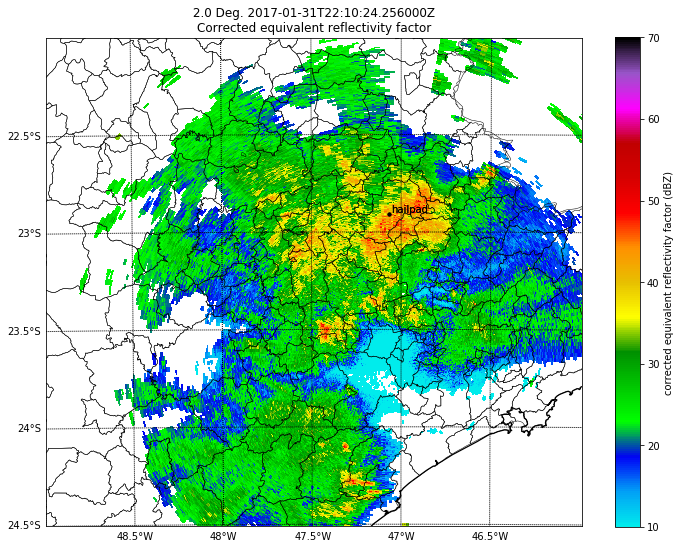 2.0 Deg. 2017-01-31T22:10:24.256000Z
Corrected equivalent reflectivity factor
70
60
50
40
30
20
10
corrected equivalent reflectivity factor (dBZ)
22.5°S
23°S
23.5°S
24°S
24.5°S
hailpad
48.5°W
48°W
47.5°W
47°W
46.5°W